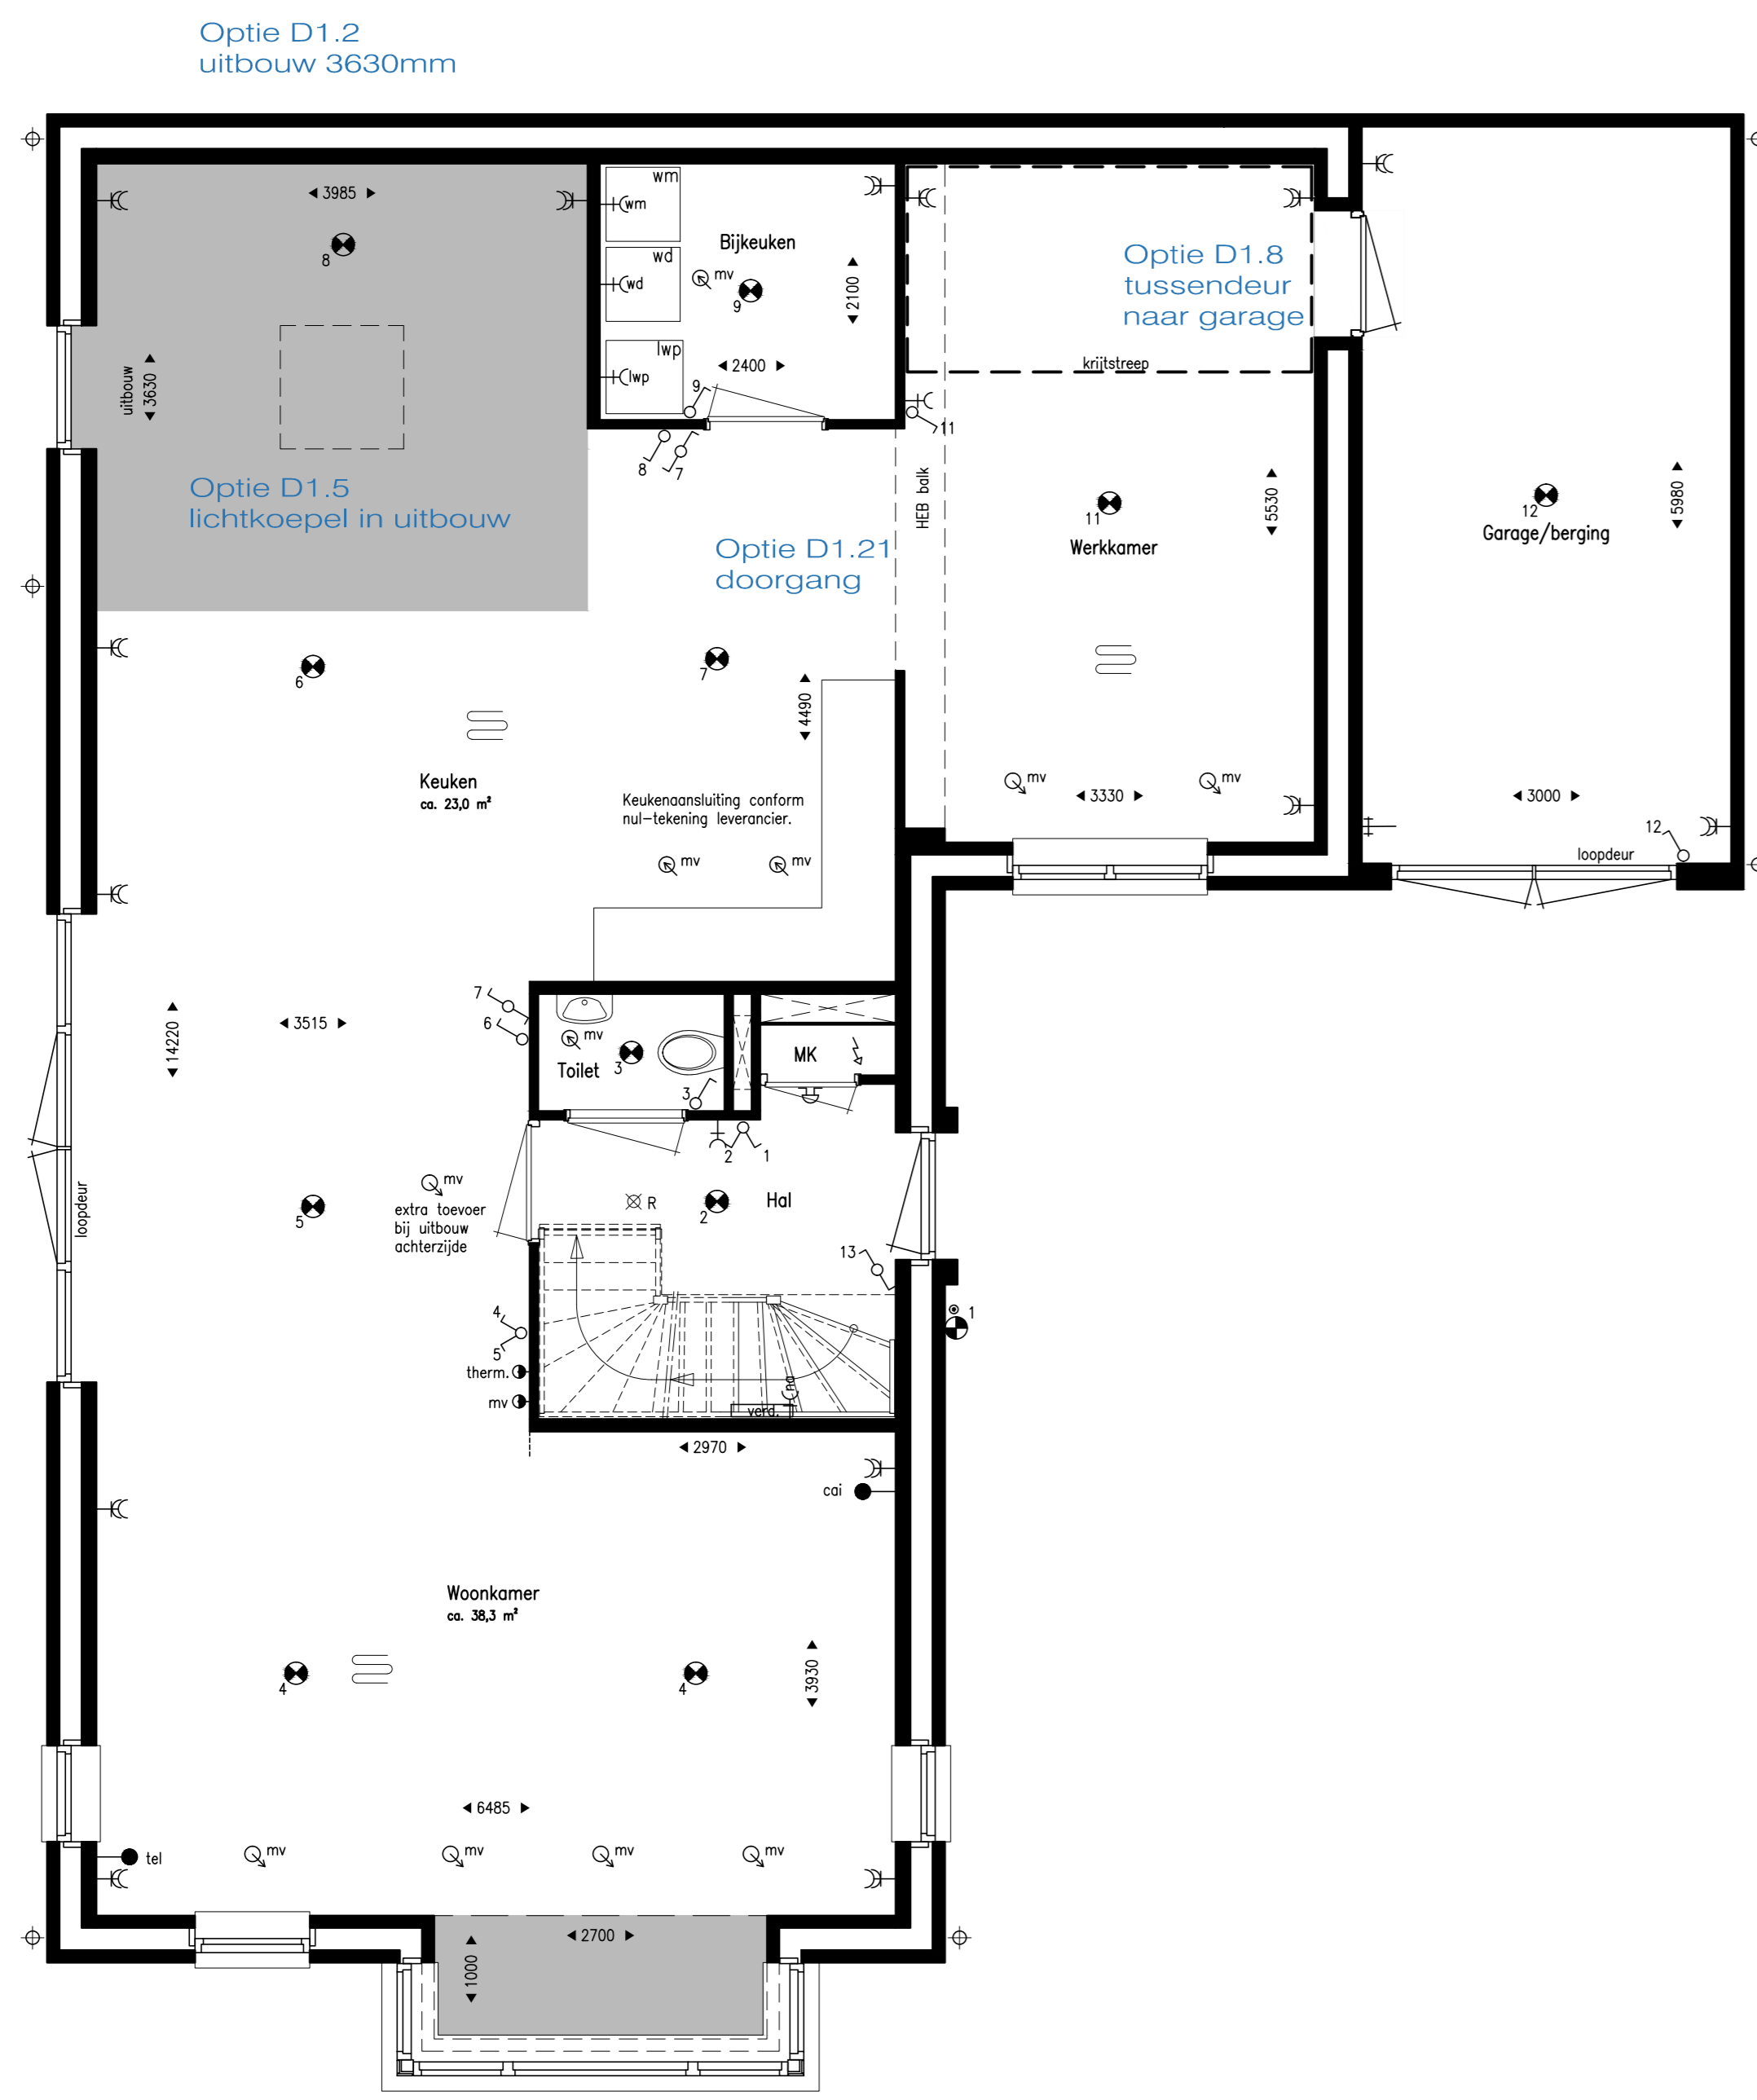 Optie D1.2
uitbouw 3630mm
3985
8
uitbouw
3630
Optie D1.5
lichtkoepel in uitbouw
wm
wm
wd
wd
lwp
lwp
Bijkeuken
mv
9
2100
2400
9
8
7
Optie D1.8
tussendeur
naar garage
krijtstreep
11
HEB balk
11
Werkkamer
5530
12
Garage/berging
5980
Optie D1.21
doorgang
6
7
4490
Keuken
ca. 23,0 m²
Keukenaansluiting conform
nul-tekening leverancier.
mv
mv
mv
mv
3330
3000
12
loopdeur
14220
3515
7
6
mv
Toilet
3
3
MK
2
1
loopdeur
5
mv
extra toevoer
bij uitbouw
achterzijde
R
2
Hal
13
1
4
5
therm.
mv
na
verd.
2970
cai
Woonkamer
ca. 38,3 m²
4
4
3930
6485
tel
mv
mv
mv
mv
2700
1000